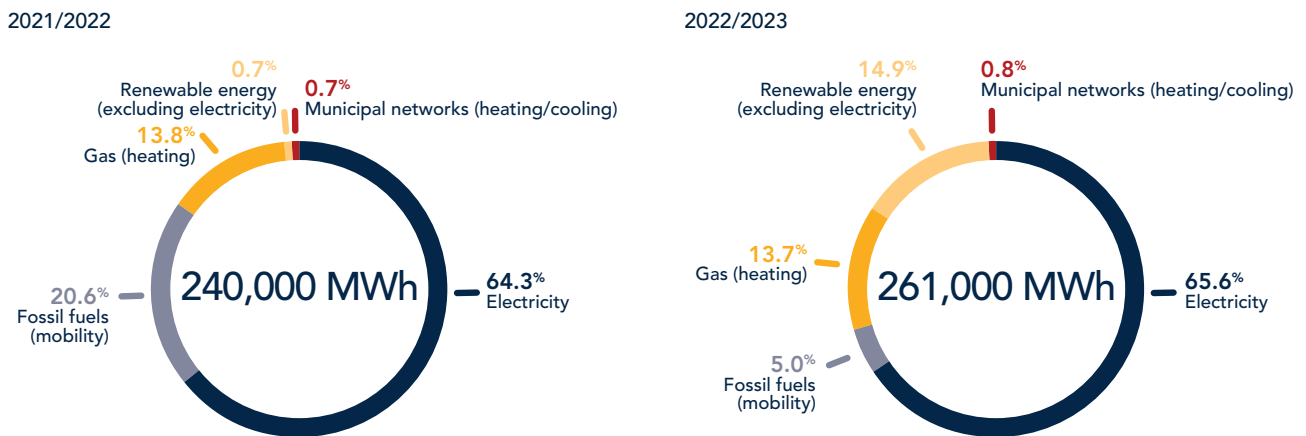 2021/2022
0.7%
Renewable energy
(excluding electricity)
0.7%
Municipal networks (heating/cooling)
13.8%
Gas (heating)
240,000 MWh
64.3%
Electricity
20.6%
Fossil fuels
(mobility)
2022/2023
14.9%
Renewable energy
(excluding electricity)
0.8%
Municipal networks (heating/cooling)
13.7%
Gas (heating)
261,000 MWh
65.6%
Electricity
5.0%
Fossil fuels
(mobility)